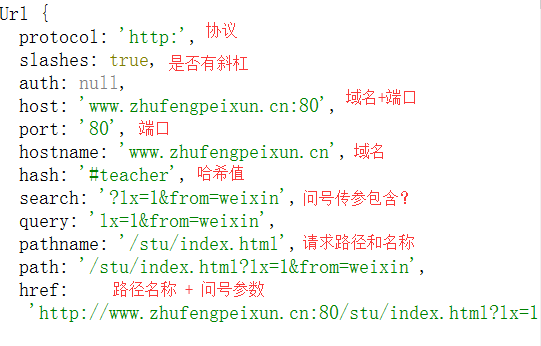 Url {
protocol: 'http:', 协议
slashes: true, 是否有斜杠
auth: null,
host: 'www.zhufengpeixun.cn:80', 域名+端口
port: '80', 端口
hostname: 'www.zhufengpeixun.cn', 域名
hash: '#teacher', 哈希值
search: '?lx=1&from=weixin', 问号传参包含?
query: 'lx=1&from=weixin',
pathname: '/stu/index.html', 请求路径和名称
path: '/stu/index.html?lx=1&from=weixin',
href: 路径名称 + 问号参数
'http://www.zhufengpeixun.cn:80/stu/index.html?lx=1